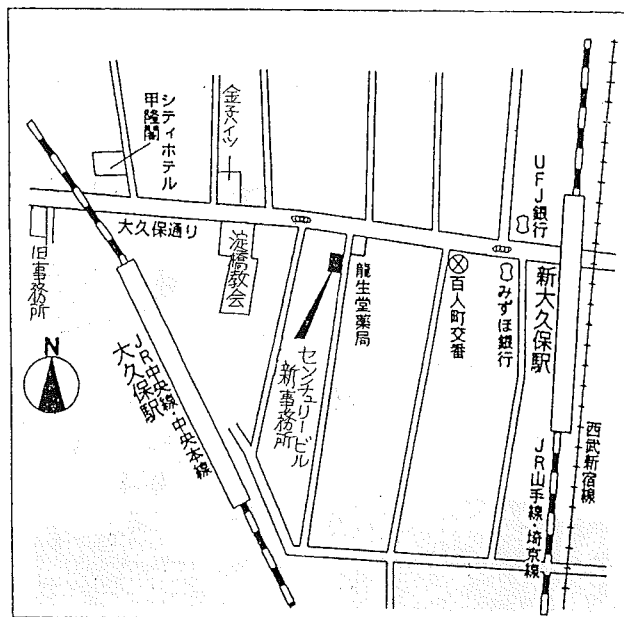 シティホテル
甲隆閣
金子ハイツ
UFJ銀行
大久保通り
淀橋教会
旧事務所
龍生堂薬局
百人町交番
みずほ銀行
新大久保駅
N
センチュリービル
新事務所
JR中央線・中央本線
大久保駅
西武新宿線
JR山手線・埼京線